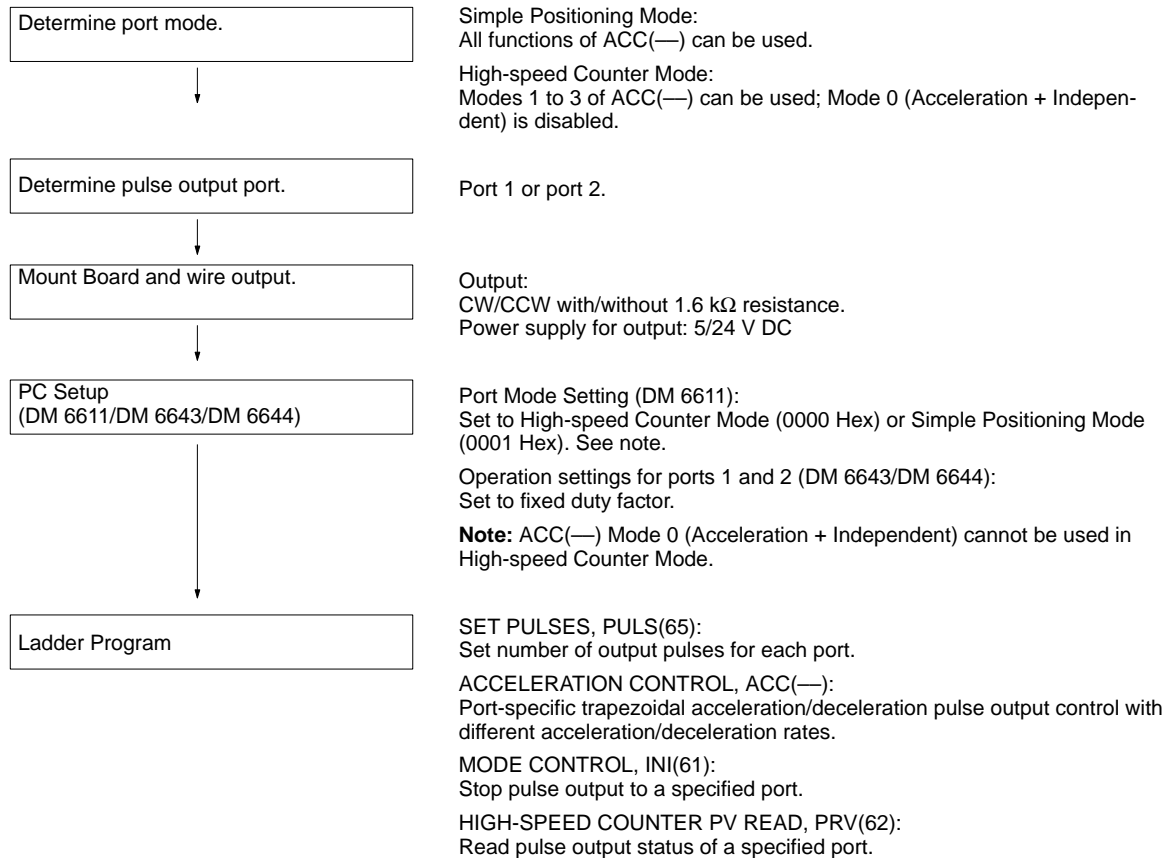 Determine port mode.
Simple Positioning Mode:
All functions of ACC(––) can be used.
High-speed Counter Mode:
Modes 1 to 3 of ACC(––) can be used; Mode 0 (Acceleration + Indepen-
dent) is disabled.
Determine pulse output port.
Port 1 or port 2.
Mount Board and wire output.
Output:
CW/CCW with/without 1.6 kΩ resistance.
Power supply for output: 5/24 V DC
PC Setup
(DM 6611/DM 6643/DM 6644)
Port Mode Setting (DM 6611):
Set to High-speed Counter Mode (0000 Hex) or Simple Positioning Mode
(0001 Hex). See note.
Operation settings for ports 1 and 2 (DM 6643/DM 6644):
Set to fixed duty factor.
Note: ACC(––) Mode 0 (Acceleration + Independent) cannot be used in
High-speed Counter Mode.
Ladder Program
SET PULSES, PULS(65):
Set number of output pulses for each port.
ACCELERATION CONTROL, ACC(––):
Port-specific trapezoidal acceleration/deceleration pulse output control with
different acceleration/deceleration rates.
MODE CONTROL, INI(61):
Stop pulse output to a specified port.
HIGH-SPEED COUNTER PV READ, PRV(62):
Read pulse output status of a specified port.